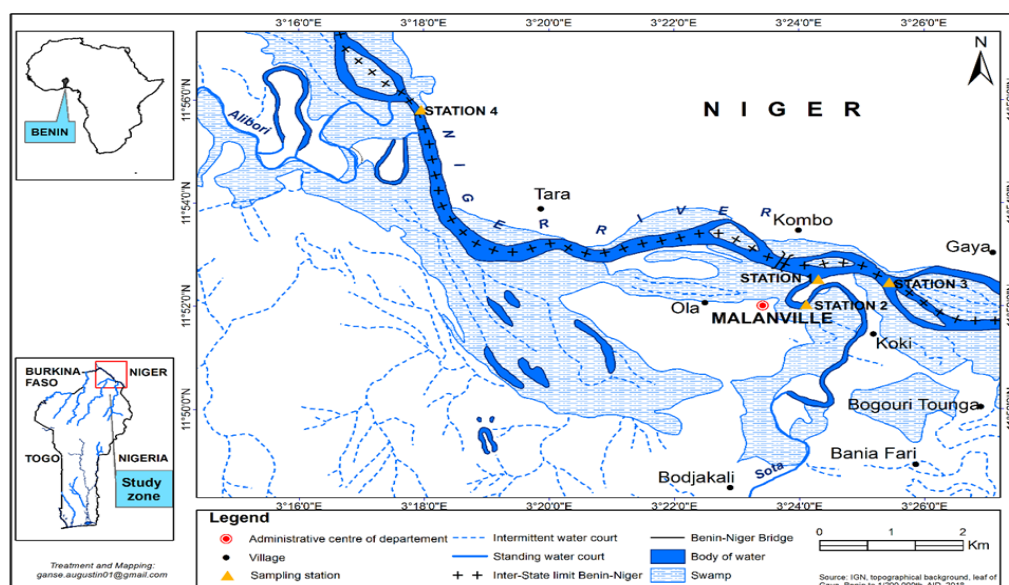 3°16'0"E 3°18'0"E 3°20'0"E 3°22'0"E 3°24'0"E 3°26'0"E
N
11°56'0"N
11°54'0"N
11°52'0"N
11°50'0"N
BENIN
NIGER
STATION 4
Alibori
NIGER RIVER
Tara
Kombo
Gaya
STATION 1
STATION 3
STATION 2
Ola
MALANVILLE
Koki
Bogouri Tounga
Bania Fari
Bodjakali
Sota
3°16'0"E 3°18'0"E 3°20'0"E 3°22'0"E 3°24'0"E 3°26'0"E
BURKINA
FASO
NIGER
TOGO
NIGERIA
Study
zone
Treatment and Mapping:
ganse.augustin01@gmail.com
Legend
Administrative centre of departement
Village
Sampling station
Intermittent water court
Standing water court
Inter-State limit Benin-Niger
Benin-Niger Bridge
Body of water
Swamp
0 1 2
Km
Source: IGN, topographical background, leaf of